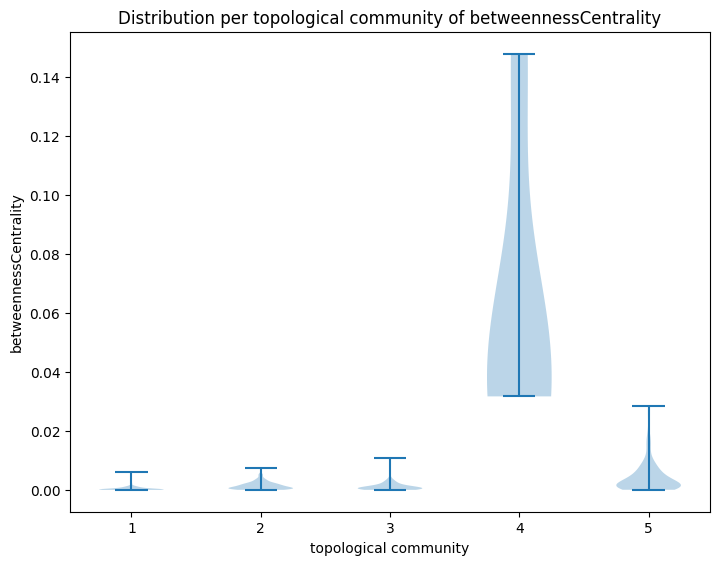 Distribution per topological community of betweennessCentrality
betweennessCentrality
0.14
0.12
0.10
0.08
0.06
0.04
0.02
0.00
1 2 3 4 5
topological community